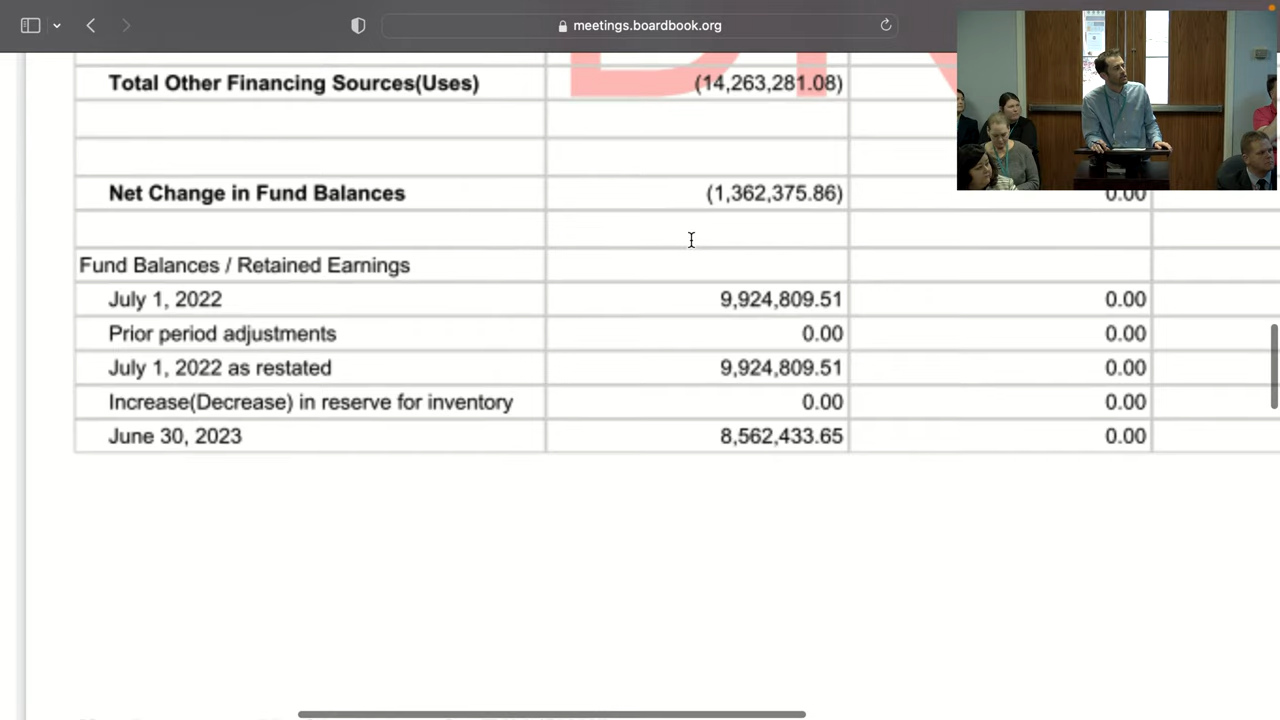 meetings.boardbook.org
Total Other Financing Sources(Uses) (14,263,281.08)
Net Change in Fund Balances (1,362,375.86) 0.00
Fund Balances / Retained Earnings
July 1, 2022 9,924,809.51 0.00
Prior period adjustments 0.00 0.00
July 1, 2022 as restated 9,924,809.51 0.00
Increase(Decrease) in reserve for inventory 0.00 0.00
June 30, 2023 8,562,433.65 0.00